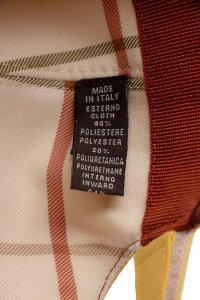 MADE IN ITALY
ESTERNO
CLOTH
80%
POLIESTERE
POLYESTER
20%
POLIURETANICA
POLYURETHANE
INTERNO
INWARD